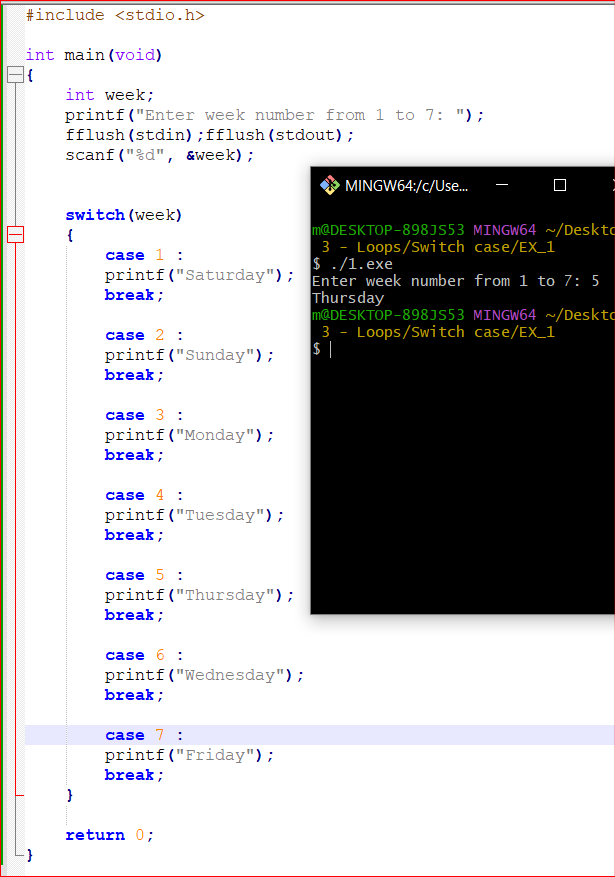 #include <stdio.h>
int main(void)
{
int week;
printf("Enter week number from 1 to 7: ");
fflush(stdin);fflush(stdout);
scanf("%d", &week);
switch(week)
{
case 1 :
printf("Saturday");
break;
case 2 :
printf("Sunday");
break;
case 3 :
printf("Monday");
break;
case 4 :
printf("Tuesday");
break;
case 5 :
printf("Thursday");
break;
case 6 :
printf("Wednesday");
break;
case 7 :
printf("Friday");
break;
}
return 0;
}
MINGW64:/c/Use...
m@DESKTOP-898JS53 MINGW64 ~/Deskto
3 - Loops/Switch case/EX_1
$ ./1.exe
Enter week number from 1 to 7: 5
Thursday
m@DESKTOP-898JS53 MINGW64 ~/Deskto
3 - Loops/Switch case/EX_1
$